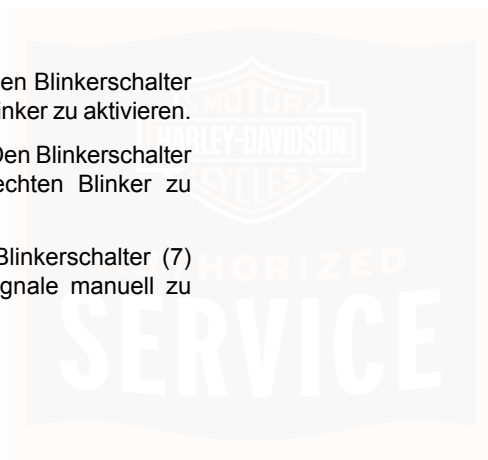 en Blinkerschalter
inker zu aktivieren.
MOTOR
HARLEY-DAVIDSON
CYCLES
Den Blinkerschalter
echten Blinker zu
Blinkerschalter (7)
gnale manuell zu
AUTHORIZED
SERVICE